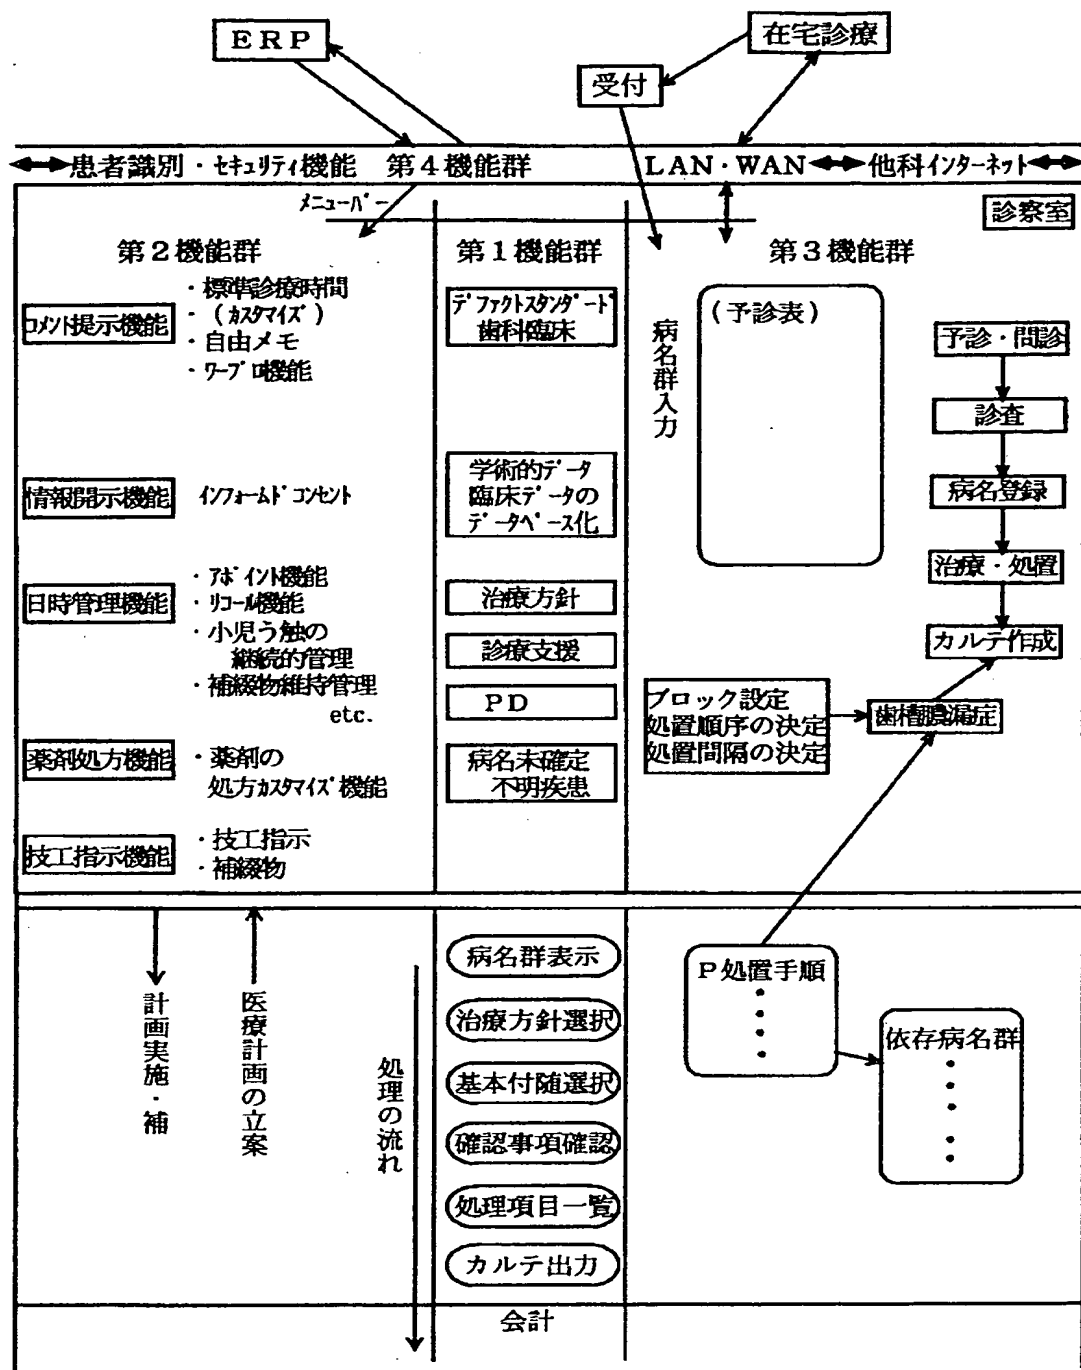 ERP
在宅診療
受付
患者識別・セキュリティ機能 第4機能群 LAN・WAN 他科インターネット
メニューバー
診察室
第2機能群
コメント提示機能
・標準診療時間
・(カスタマイズ)
・自由メモ
・ワープロ機能
情報開示機能
インフォームドコンセント
日時管理機能
・アポイント機能
・リコール機能
・小児う触の
継続的管理
・補綴物維持管理
etc.
薬剤処方機能
・薬剤の
処方カスタマイズ機能
技工指示機能
・技工指示
・補綴物
第1機能群
デファクトスタンダード
歯科臨床
学術的データ
臨床データの
データベース化
治療方針
診療支援
PD
病名未確定
不明疾患
第3機能群
病名群入力
(予診表)
予診・問診
診査
病名登録
治療・処置
カルテ作成
ブロック設定
処置順序の決定
処置間隔の決定
歯槽膿漏症
計画実施・補
医療計画の立案
処理の流れ
病名群表示
治療方針選択
基本付随選択
確認事項確認
処理項目一覧
カルテ出力
P処置手順
依存病名群
会計